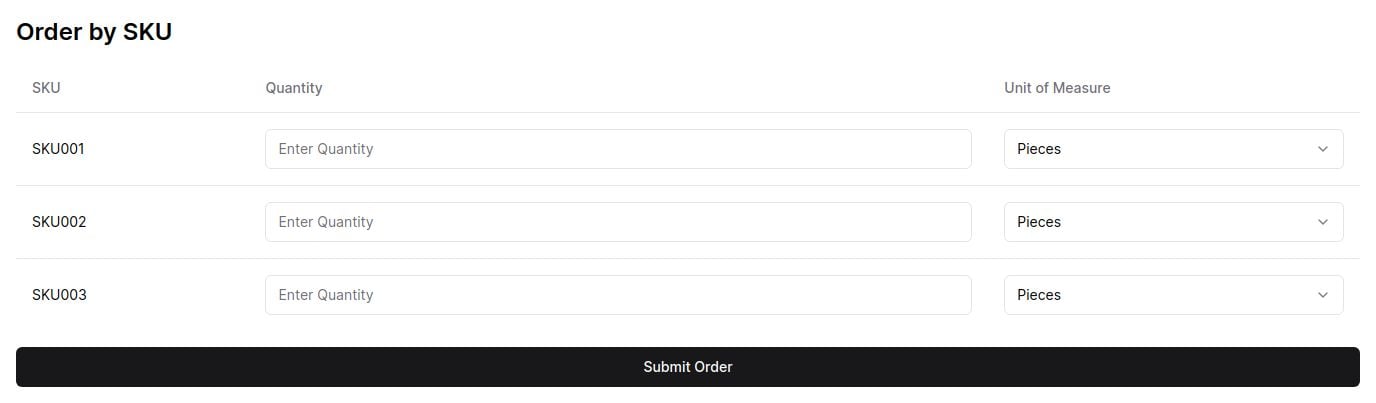 Order by SKU
SKU Quantity Unit of Measure
SKU001 Enter Quantity Pieces
SKU002 Enter Quantity Pieces
SKU003 Enter Quantity Pieces
Submit Order